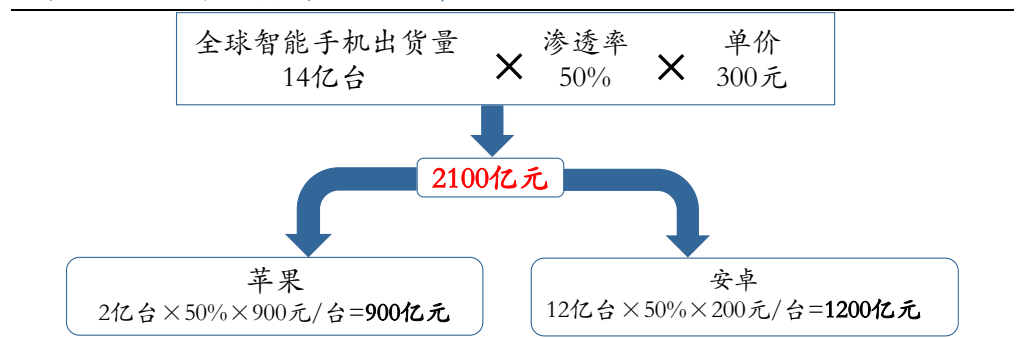 全球智能手机出货量 × 渗透率 × 单价
14亿台 50% 300元
2100亿元
苹果
2亿台×50%×900元/台=900亿元
安卓
12亿台×50%×200元/台=1200亿元